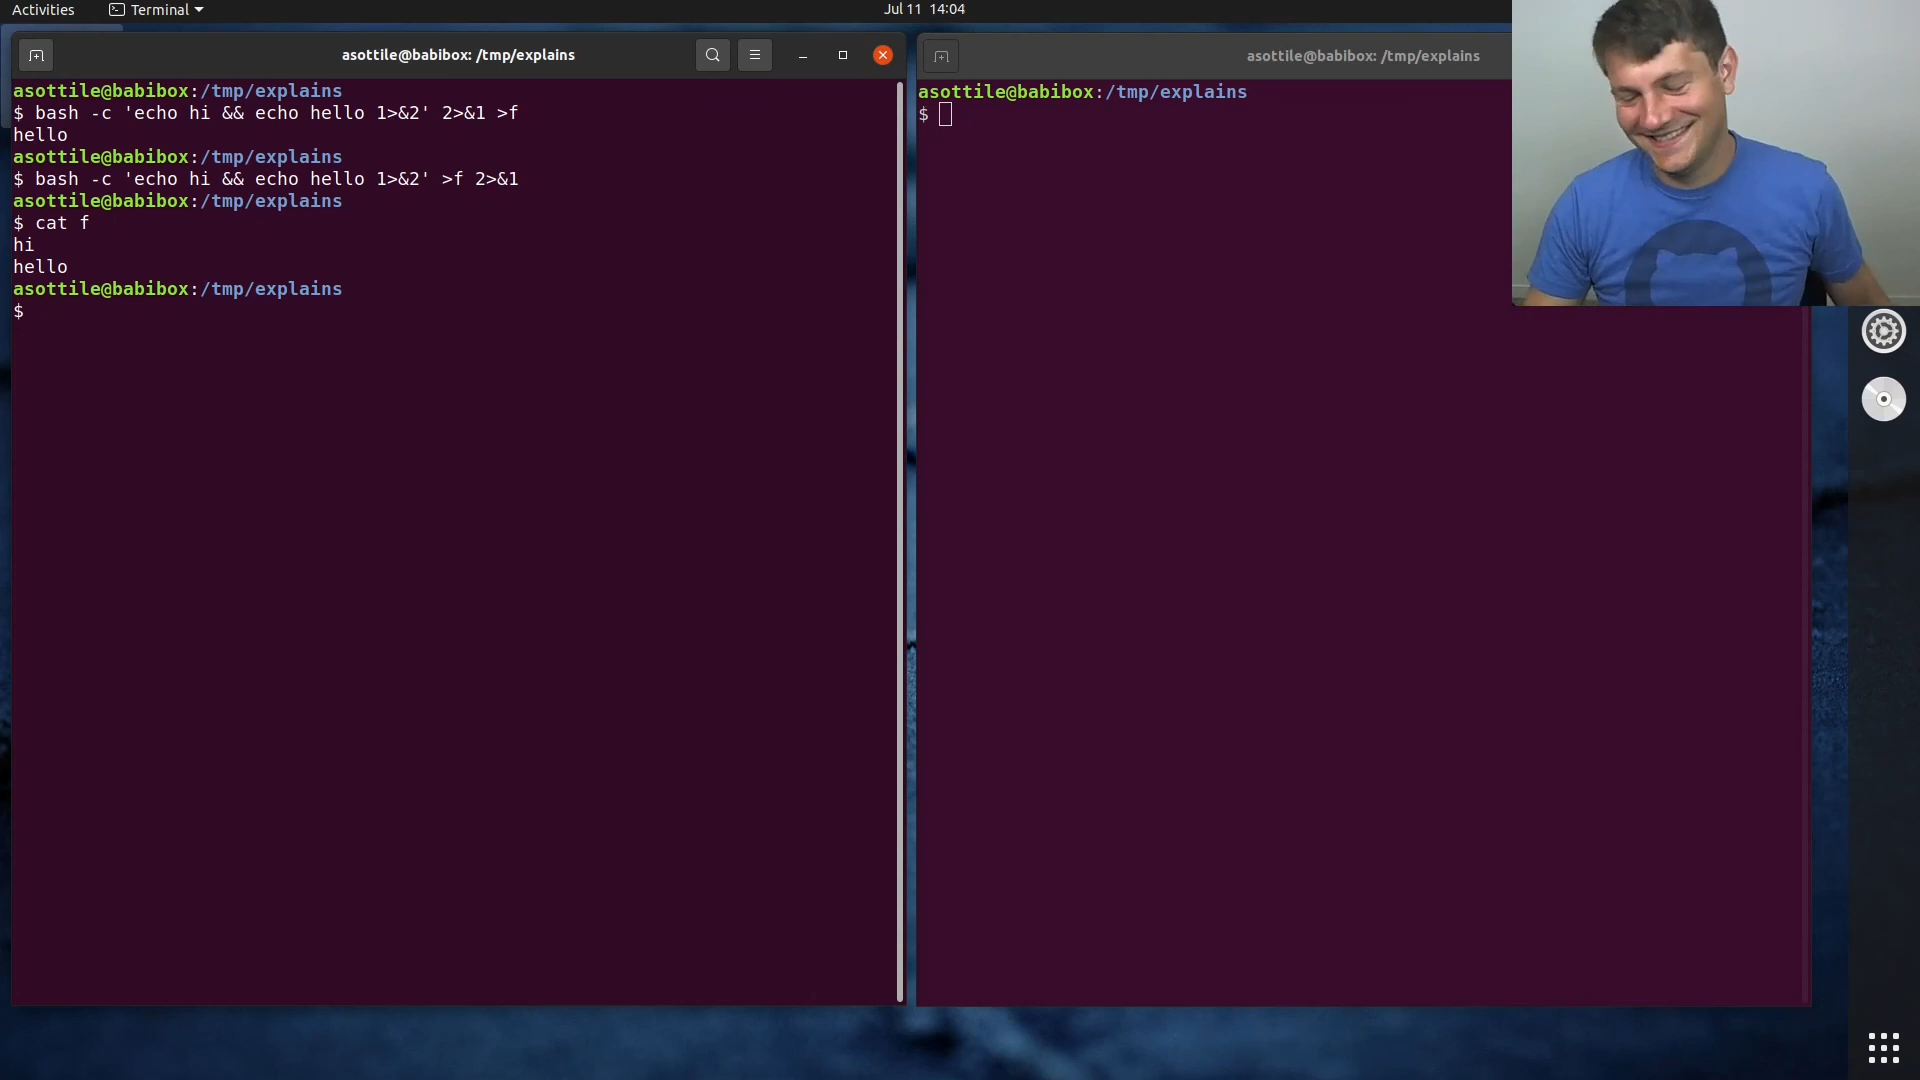 Activities
Terminal
Jul 11 14:04
asottile@babibox: /tmp/explains
asottile@babibox:/tmp/explains
$ bash -c 'echo hi && echo hello 1>&2' 2>&1 >f
hello
asottile@babibox:/tmp/explains
$ bash -c 'echo hi && echo hello 1>&2' >f 2>&1
asottile@babibox:/tmp/explains
$ cat f
hi
hello
asottile@babibox:/tmp/explains
$
asottile@babibox: /tmp/explains
asottile@babibox:/tmp/explains
$